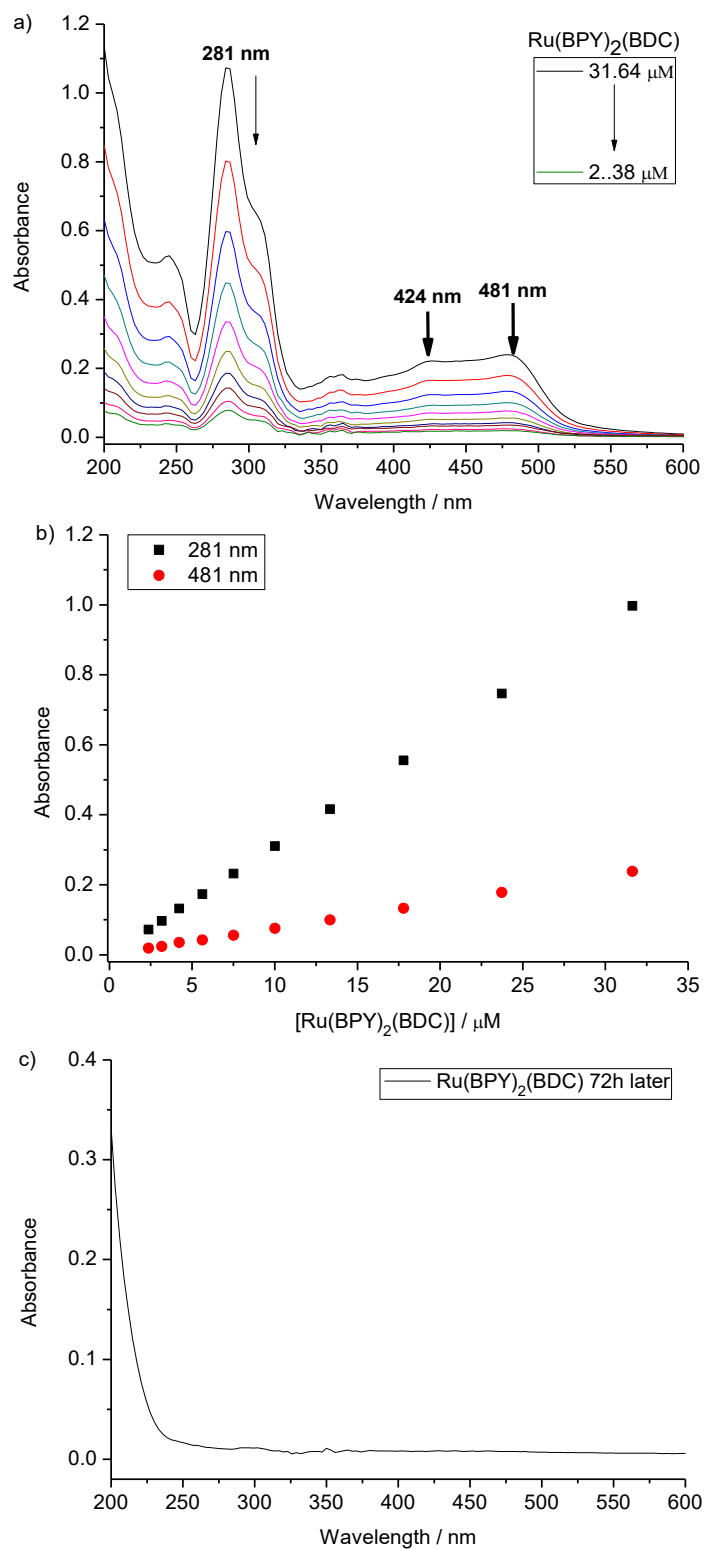 a)
1.2
1.0
0.8
0.6
0.4
0.2
0.0
Absorbance
281 nm
424 nm
481 nm
Ru(BPY)2(BDC)
31.64 μM
2..38 μM
200 250 300 350 400 450 500 550 600
Wavelength / nm
b)
1.2
1.0
0.8
0.6
0.4
0.2
0.0
Absorbance
281 nm
481 nm
0 5 10 15 20 25 30 35
[Ru(BPY)2(BDC)] / μM
c)
0.4
0.3
0.2
0.1
0.0
Absorbance
Ru(BPY)2(BDC) 72h later
200 250 300 350 400 450 500 550 600
Wavelength / nm